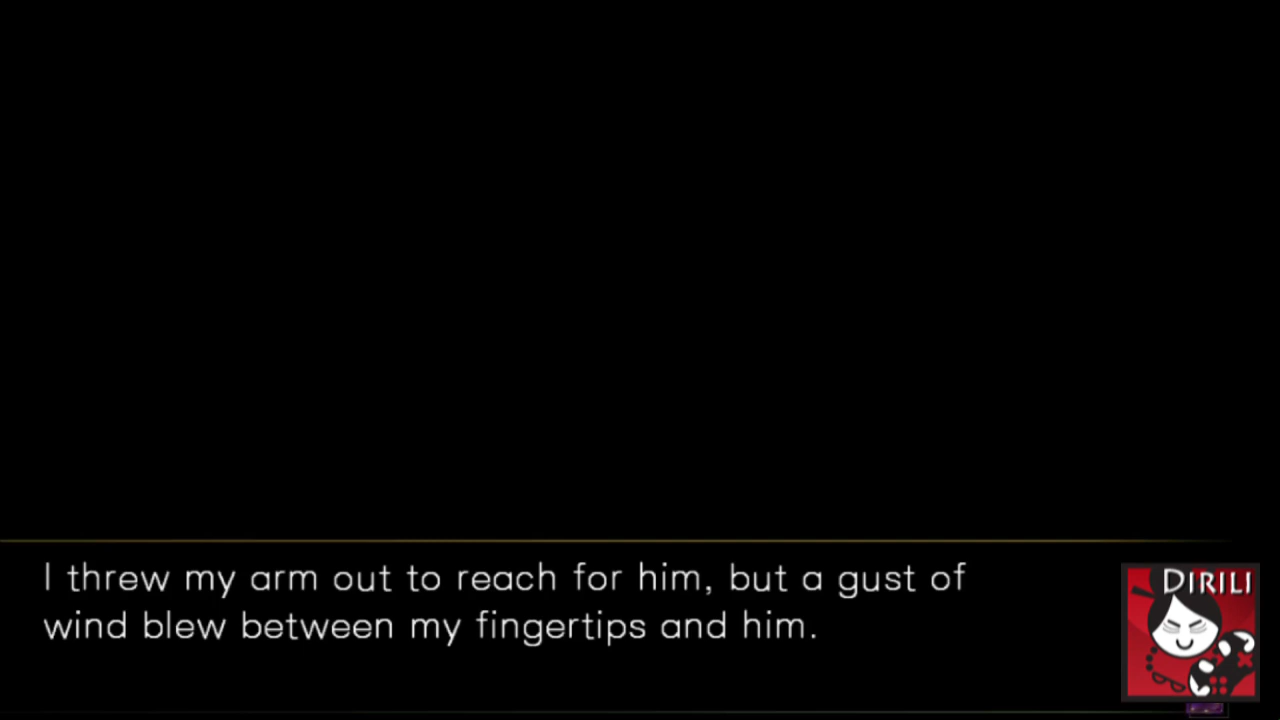 I threw my arm out to reach for him, but a gust of
wind blew between my fingertips and him.
DIRILI